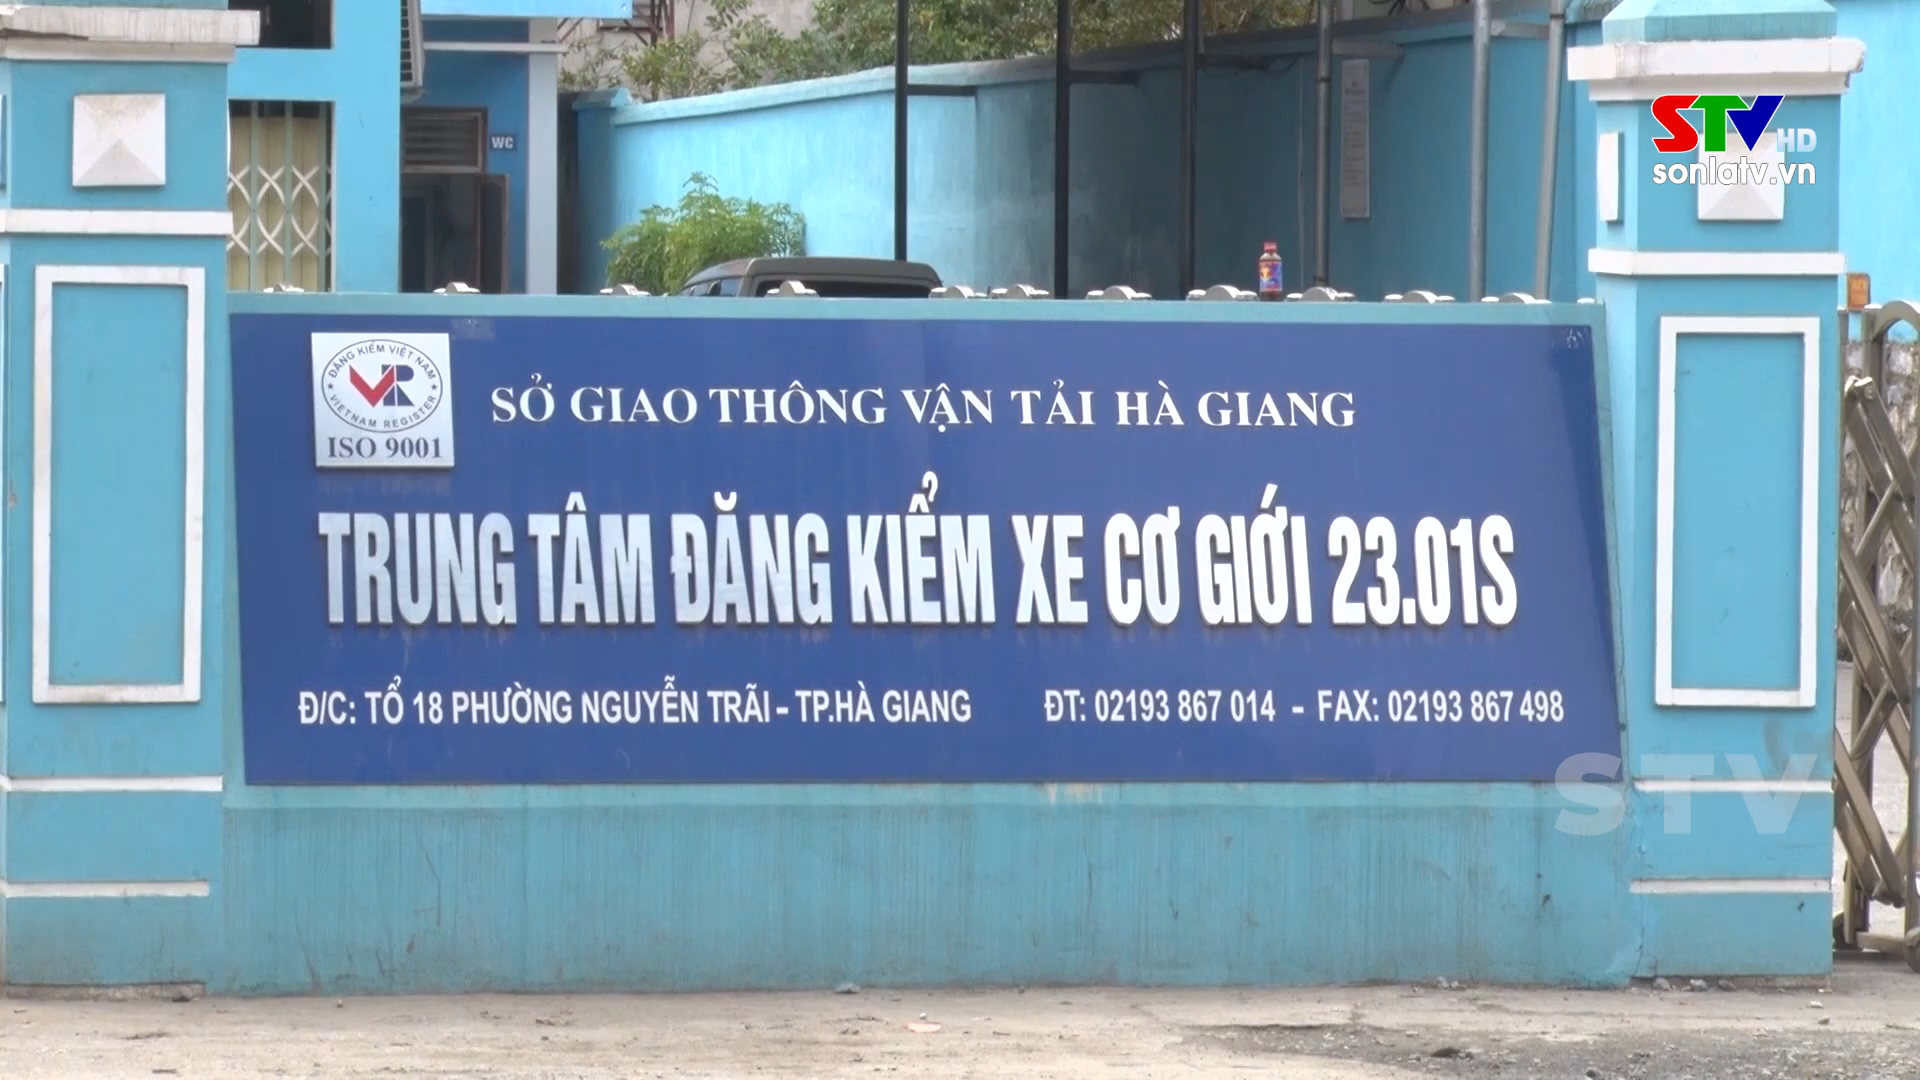 WC
STV HD
sonlatv.vn
ĐĂNG KIỂM VIỆT NAM
VR
VIETNAM REGISTER
ISO 9001
SỞ GIAO THÔNG VẬN TẢI HÀ GIANG
TRUNG TÂM ĐĂNG KIỂM XE CƠ GIỚI 23.01S
Đ/C: TỔ 18 PHƯỜNG NGUYỄN TRÃI - TP.HÀ GIANG ĐT: 02193 867 014 - FAX: 02193 867 498
STV